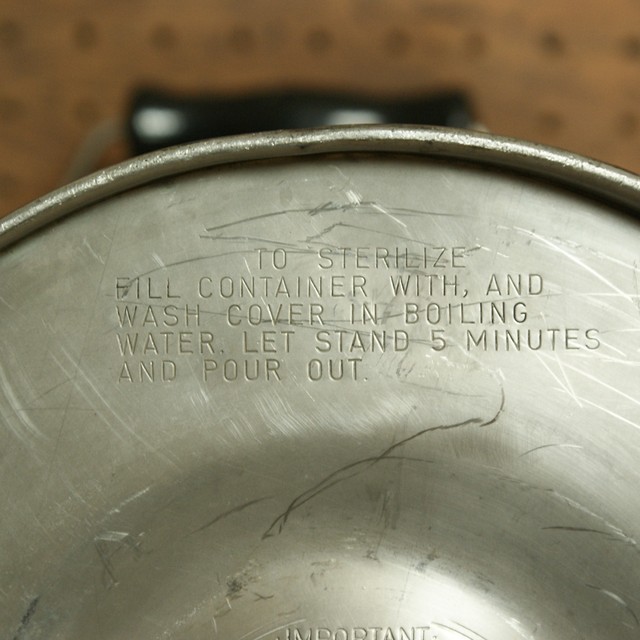 TO STERILIZE
FILL CONTAINER WITH, AND
WASH COVER IN BOILING
WATER. LET STAND 5 MINUTES
AND POUR OUT.
·IMPORTANT·